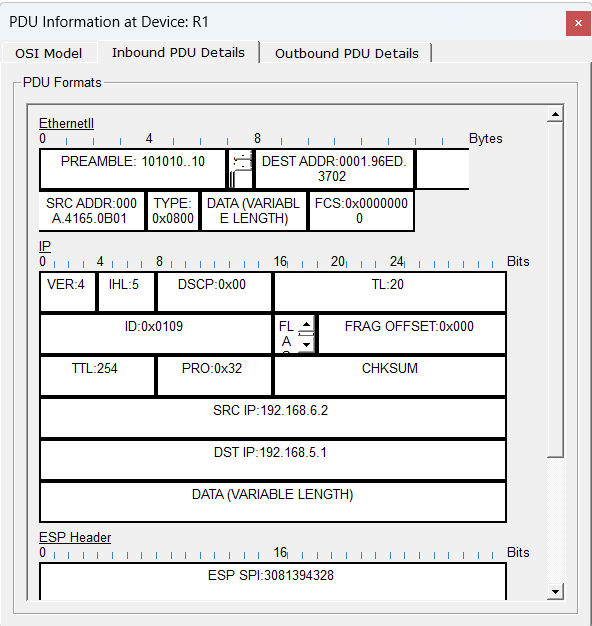 PDU Information at Device: R1
OSI Model Inbound PDU Details Outbound PDU Details
PDU Formats
EthernetII
0 4 8 Bytes
PREAMBLE: 101010..10 DEST ADDR:0001.96ED.
3702
SRC ADDR:000 TYPE: DATA (VARIABL FCS:0x0000000
A.4165.0B01 0x0800 E LENGTH) 0
IP
0 4 8 16 20 24 Bits
VER:4 IHL:5 DSCP:0x00 TL:20
ID:0x0109 FL FRAG OFFSET:0x000
A
TTL:254 PRO:0x32 CHKSUM
SRC IP:192.168.6.2
DST IP:192.168.5.1
DATA (VARIABLE LENGTH)
ESP Header
0 16 Bits
ESP SPI:3081394328